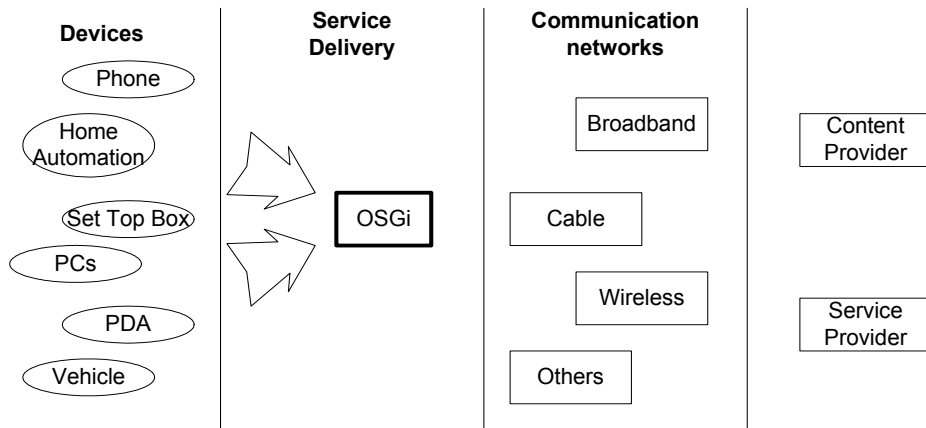 Devices
Phone
Home
Automation
Set Top Box
PCs
PDA
Vehicle
Service
Delivery
OSGi
Communication
networks
Broadband
Cable
Wireless
Others
Content
Provider
Service
Provider